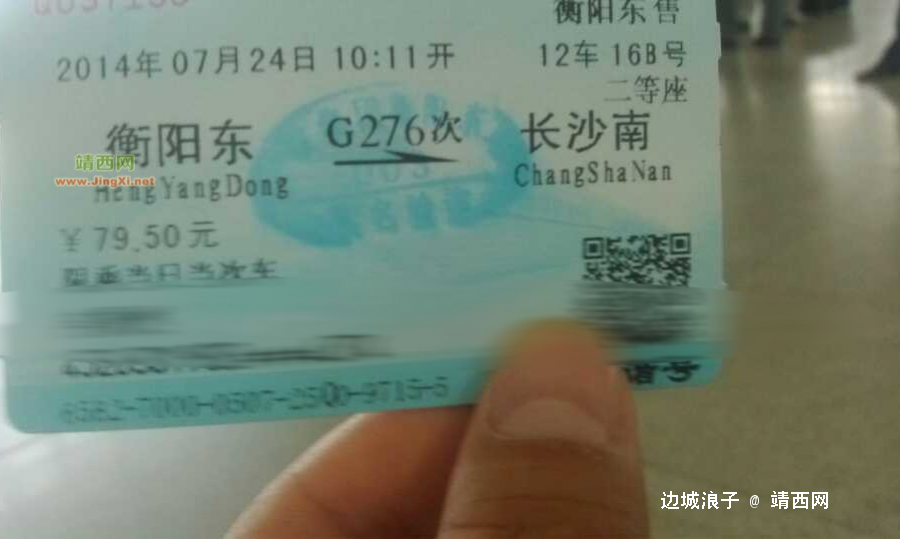 衡阳东售
2014年07月24日10:11开 12车16B号
二等座
衡阳东 G276次 长沙南
HengYangDong ChangShaNan
靖西网
www.JingXi.net
￥79.50元
限乘当日当次车
边城浪子 @ 靖西网